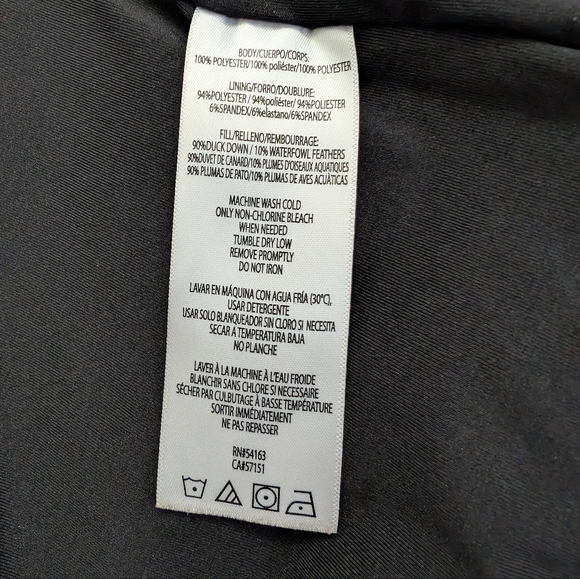 BODY/CUERPO/CORPS:
100% POLYESTER/100% poliéster/100% POLYESTER
LINING/FORRO/DOUBLURE:
94%POLYESTER / 94%poliéster/ 94%POLIESTER
6%SPANDEX/6%elastano/6%SPANDEX
FILL/RELLENO/REMBOURRAGE:
90%DUCK DOWN / 10% WATERFOWL FEATHERS
90%DUVET DE CANARD/10% PLUMES D'OISEAUX AQUATIQUES
90% PLUMAS DE PATO/10% PLUMAS DE AVES ACUÁTICAS
MACHINE WASH COLD
ONLY NON-CHLORINE BLEACH
WHEN NEEDED
TUMBLE DRY LOW
REMOVE PROMPTLY
DO NOT IRON
LAVAR EN MÁQUINA CON AGUA FRÍA (30°C),
USAR DETERGENTE
USAR SOLO BLANQUEADOR SIN CLORO SI NECESITA
SECAR A TEMPERATURA BAJA
NO PLANCHE
LAVER À LA MACHINE À L'EAU FROIDE
BLANCHIR SANS CHLORE SI NECESSAIRE
SÉCHER PAR CULBUTAGE À BASSE TEMPÉRATURE
SORTIR IMMÉDIATEMENT
NE PAS REPASSER
RN#54163
CA#57151